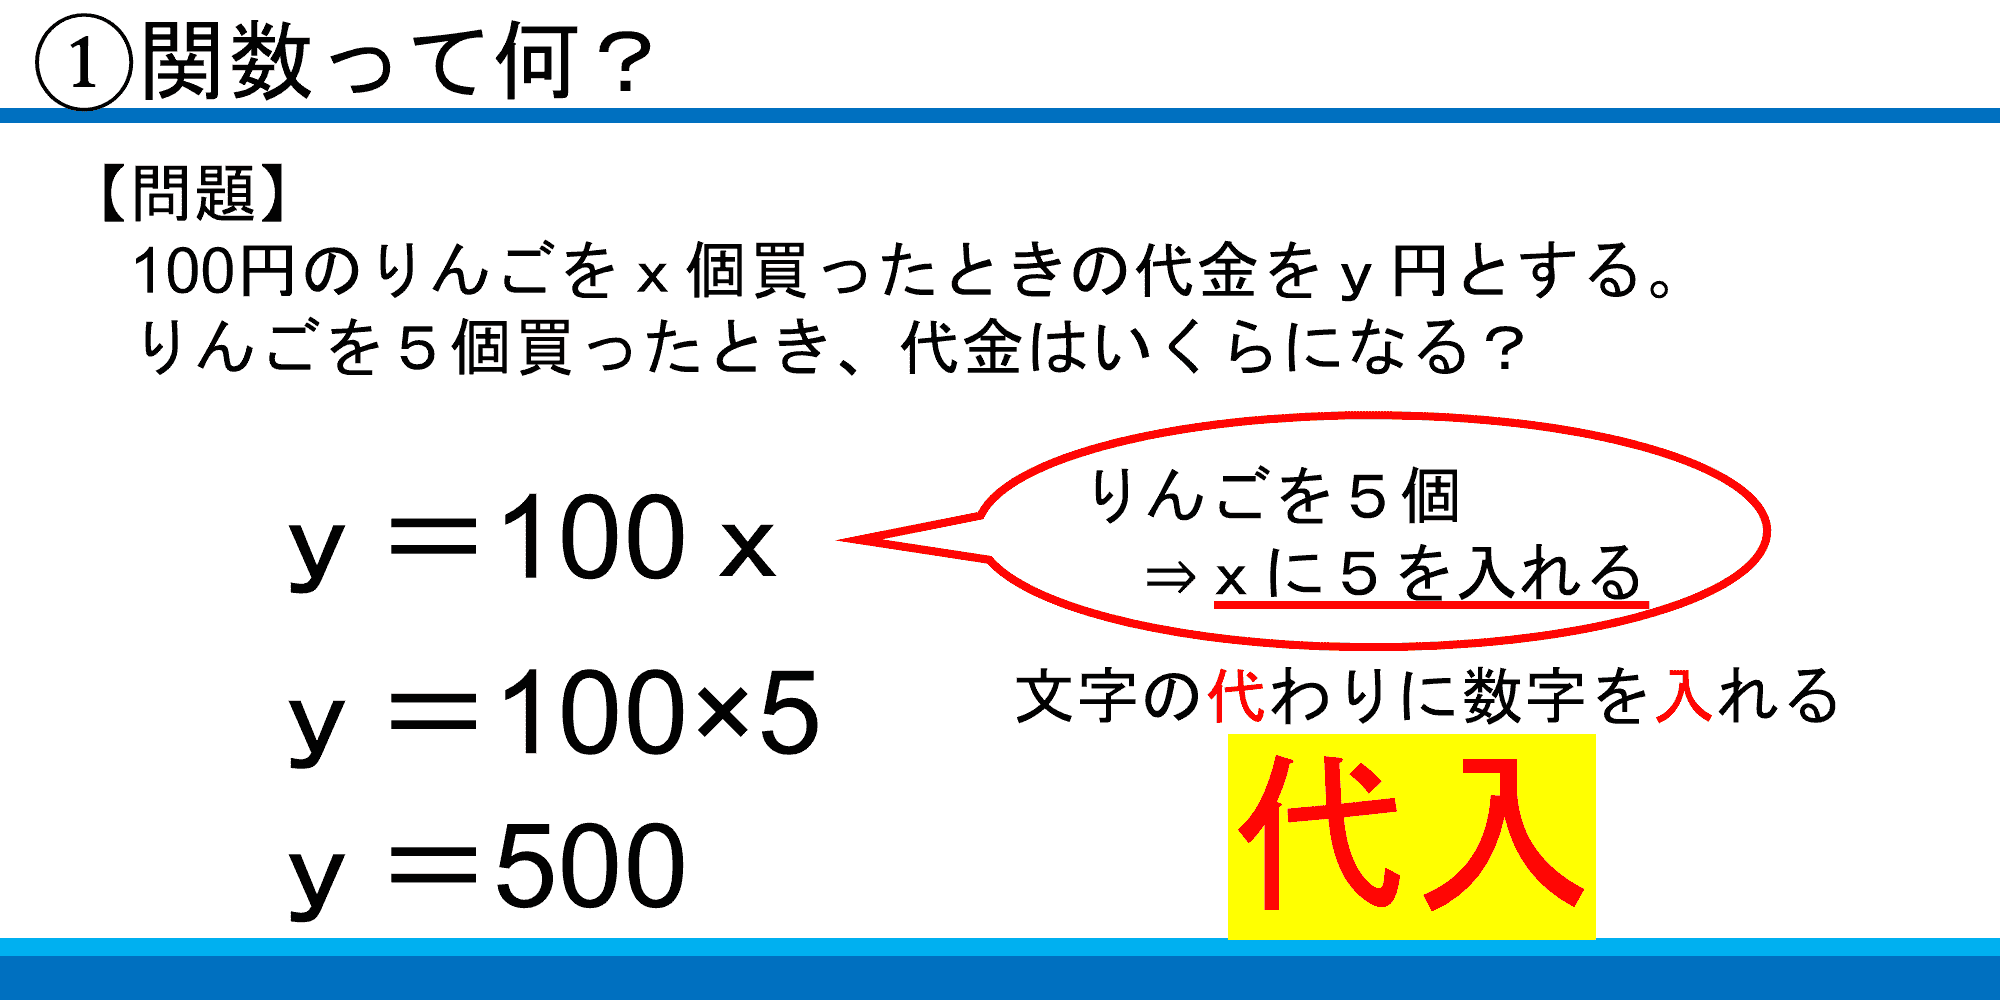 ①関数って何？
【問題】
100円のりんごをｘ個買ったときの代金をｙ円とする。
りんごを５個買ったとき、代金はいくらになる？
ｙ＝100ｘ
りんごを５個
⇒ｘに５を入れる
ｙ＝100×5
文字の代わりに数字を入れる
代入
ｙ＝500